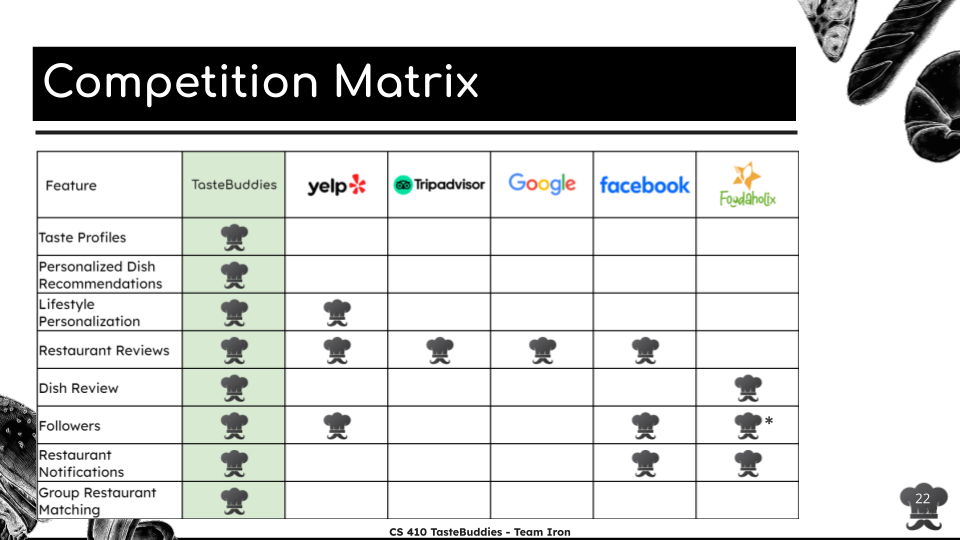 Competition Matrix
Feature
TasteBuddies
yelp
Tripadvisor
Google
facebook
Foodaholix
Taste Profiles
Personalized Dish
Recommendations
Lifestyle
Personalization
Restaurant Reviews
Dish Review
Followers
*
Restaurant
Notifications
Group Restaurant
Matching
22
CS 410 TasteBuddies - Team Iron